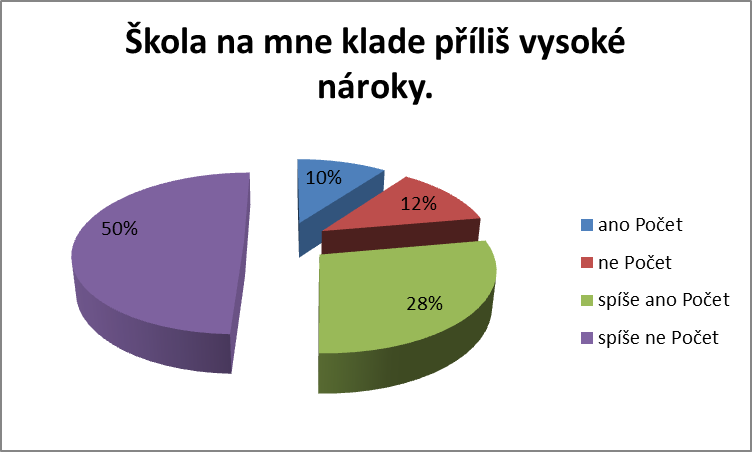 Škola na mne klade příliš vysoké
nároky.
10%
12%
50%
28%
ano Počet
ne Počet
spíše ano Počet
spíše ne Počet